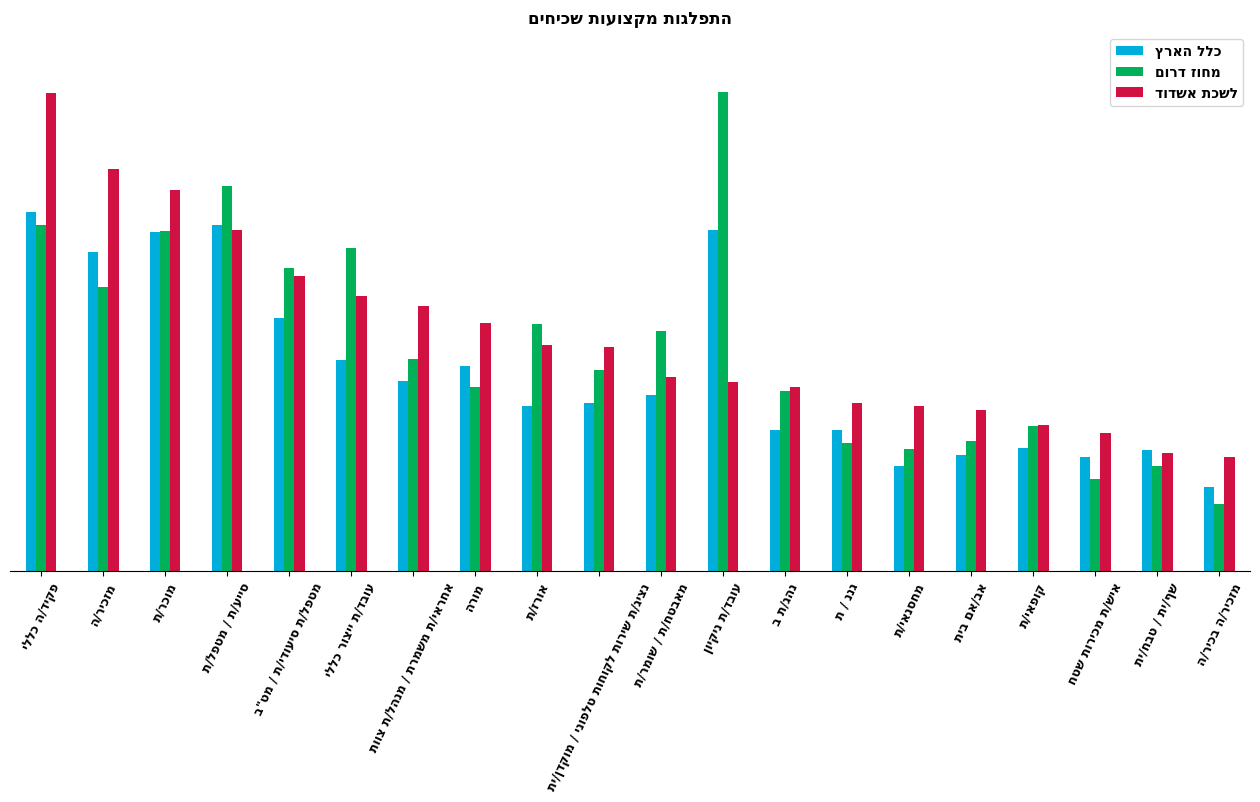 התפלגות מקצועות שכיחים
כלל הארץ
מחוז דרום
לשכת אשדוד
פקיד/ה כללי
מזכיר/ה
מוכר/ת
סייע/ת / מטפל/ת
מטפל/ת סיעודי/ת / מט"ב
עובד/ת ייצור כללי
אחראי/ת משמרת / מנהל/ת צוות
מורה
אורז/ת
נציג/ת שירות לקוחות טלפוני / מוקדן/ית
מאבטח/ת / שומר/ת
עובד/ת ניקיון
נהג/ת ב
גנן / ת
מחסנאי/ת
אב/אם בית
קופאי/ת
איש/ת מכירות שטח
שף/ית / טבח/ית
מזכיר/ה בכיר/ה